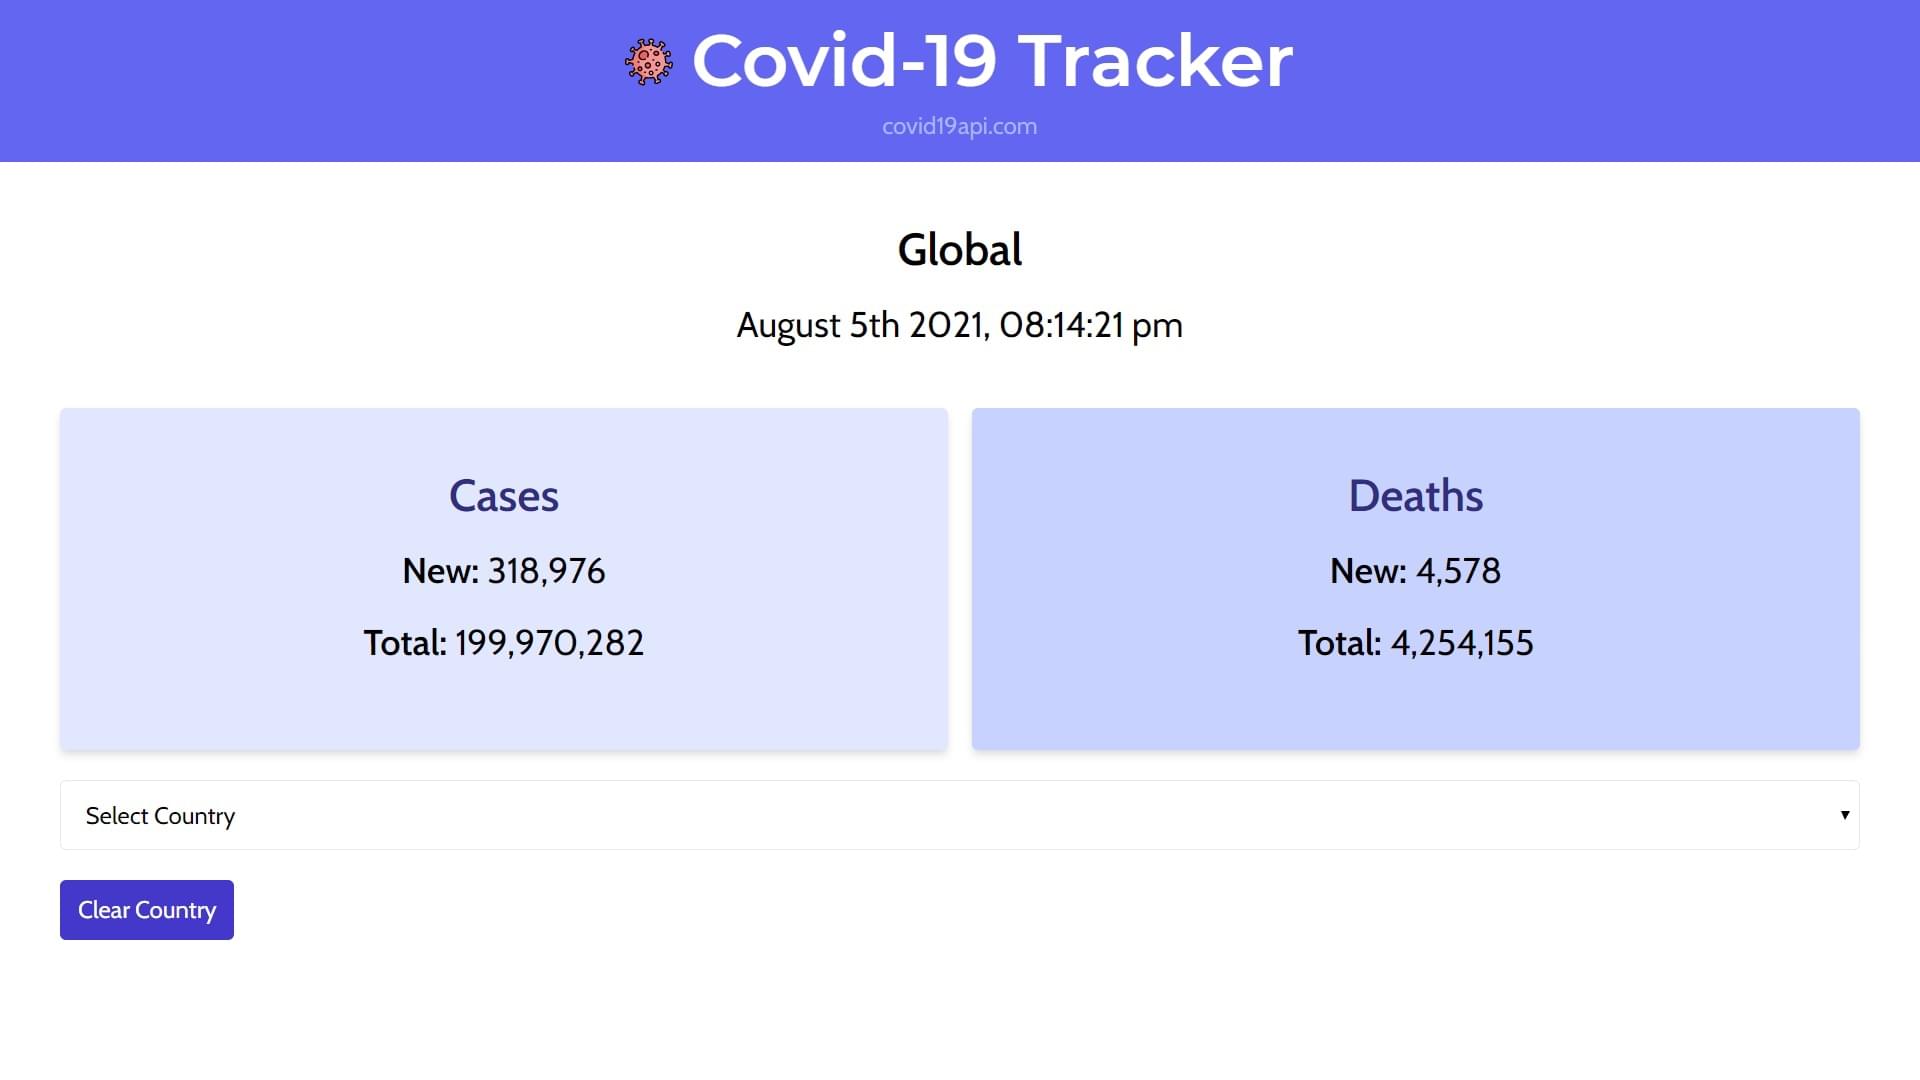 Covid-19 Tracker
covid19api.com
Global
August 5th 2021, 08:14:21 pm
Cases
New: 318,976
Total: 199,970,282
Deaths
New: 4,578
Total: 4,254,155
Select Country
Clear Country